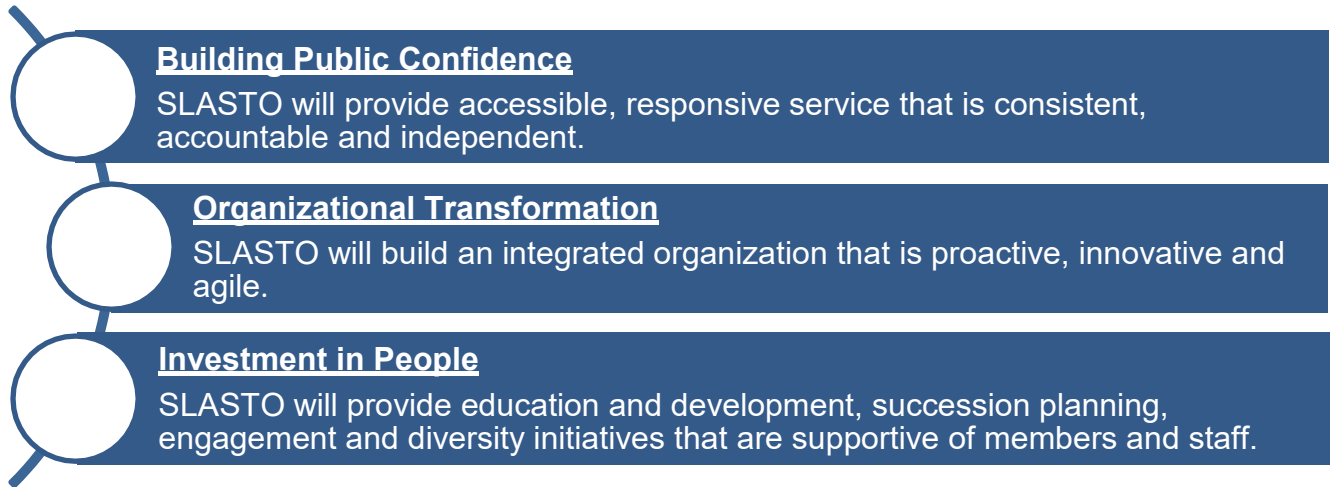 Building Public Confidence
SLASTO will provide accessible, responsive service that is consistent,
accountable and independent.
Organizational Transformation
SLASTO will build an integrated organization that is proactive, innovative and
agile.
Investment in People
SLASTO will provide education and development, succession planning,
engagement and diversity initiatives that are supportive of members and staff.